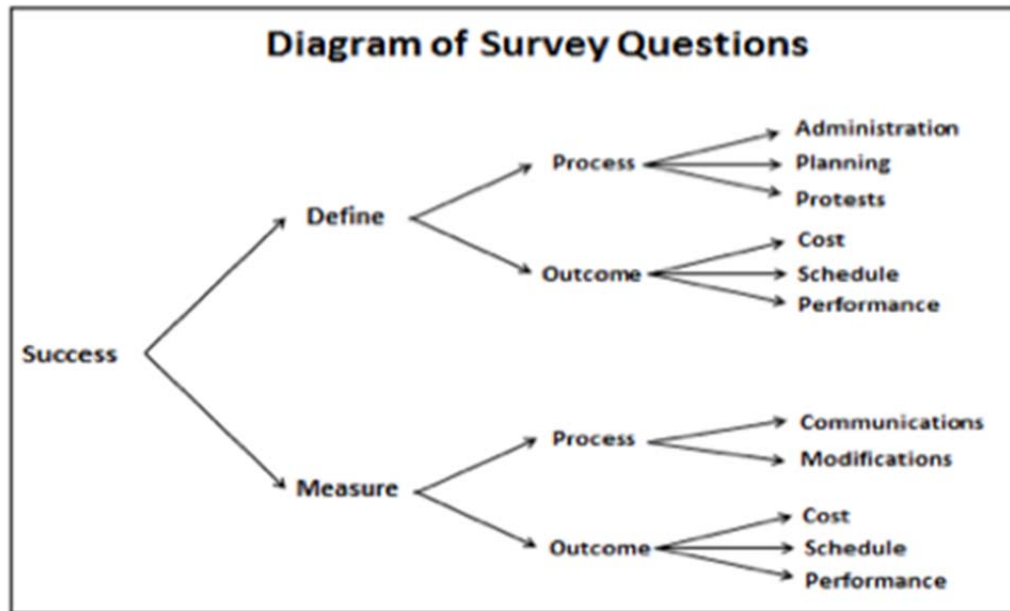 Diagram of Survey Questions
Administration
Process
Planning
Protests
Define
Cost
Outcome
Schedule
Performance
Success
Communications
Process
Modifications
Measure
Cost
Outcome
Schedule
Performance